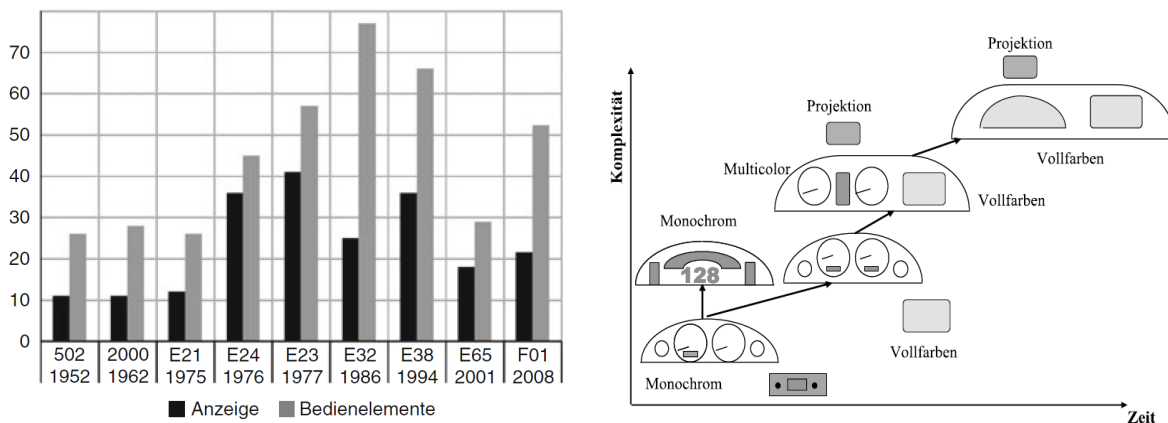 70
60
50
40
30
20
10
0
502 2000 E21 E24 E23 E32 E38 E65 F01
1952 1962 1975 1976 1977 1986 1994 2001 2008
Anzeige Bedienelemente
Komplexität
Projektion
Projektion
Vollfarben
Multicolor
Vollfarben
Monochrom
128
Vollfarben
Monochrom
Zeit